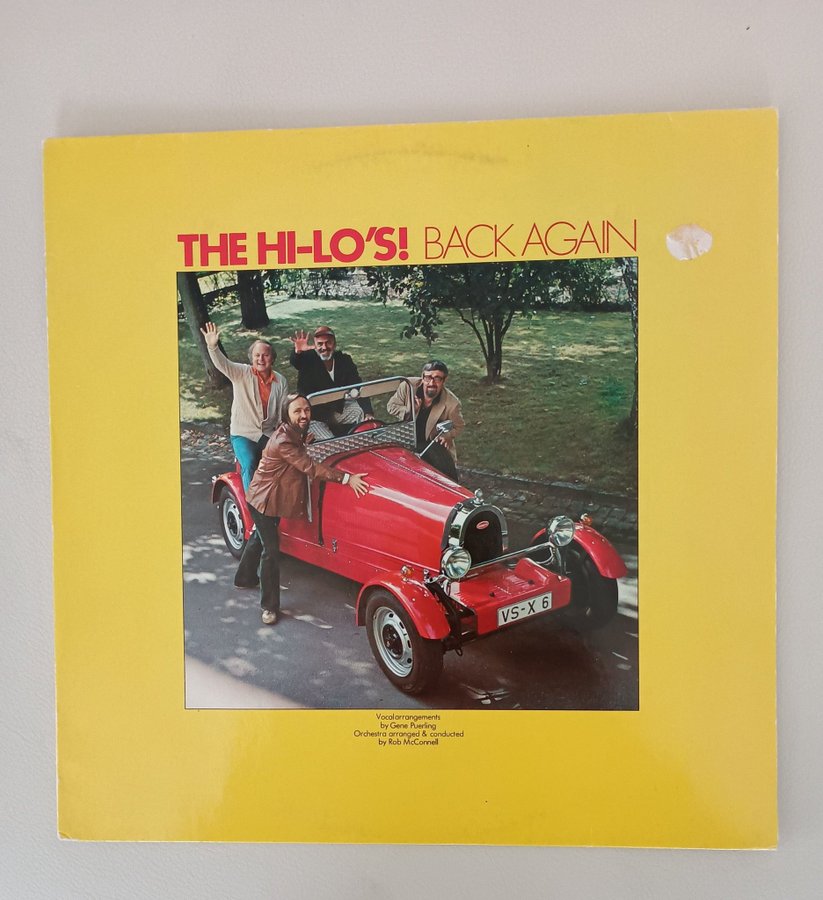 THE HI-LO'S! BACK AGAIN
VS-X 6
Vocal arrangements
by Gene Puerling
Orchestra arranged & conducted
by Rob McConnell